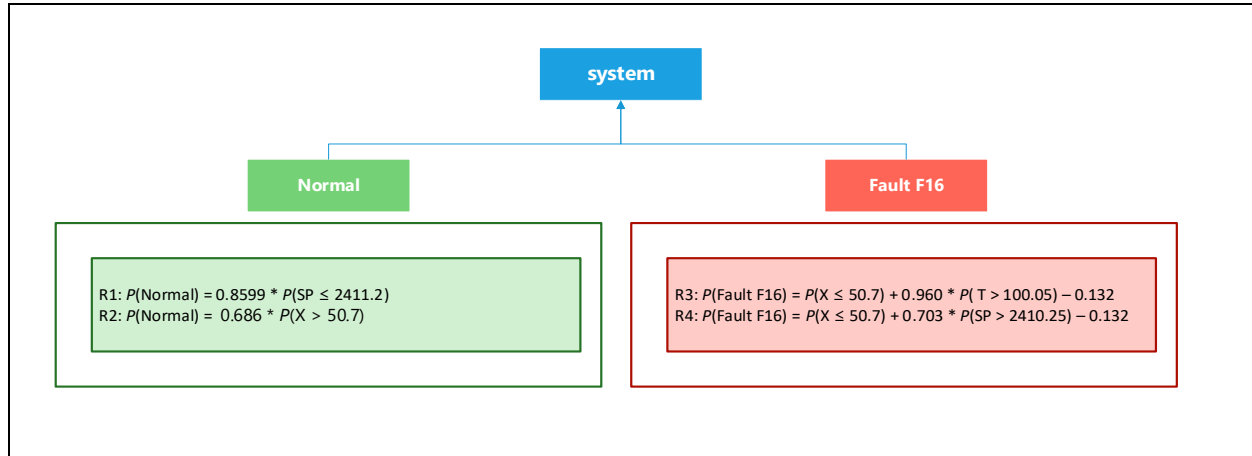 system
Normal
Fault F16
R1: P(Normal) = 0.8599 * P(SP ≤ 2411.2)
R2: P(Normal) = 0.686 * P(X > 50.7)
R3: P(Fault F16) = P(X ≤ 50.7) + 0.960 * P( T > 100.05) – 0.132
R4: P(Fault F16) = P(X ≤ 50.7) + 0.703 * P(SP > 2410.25) – 0.132